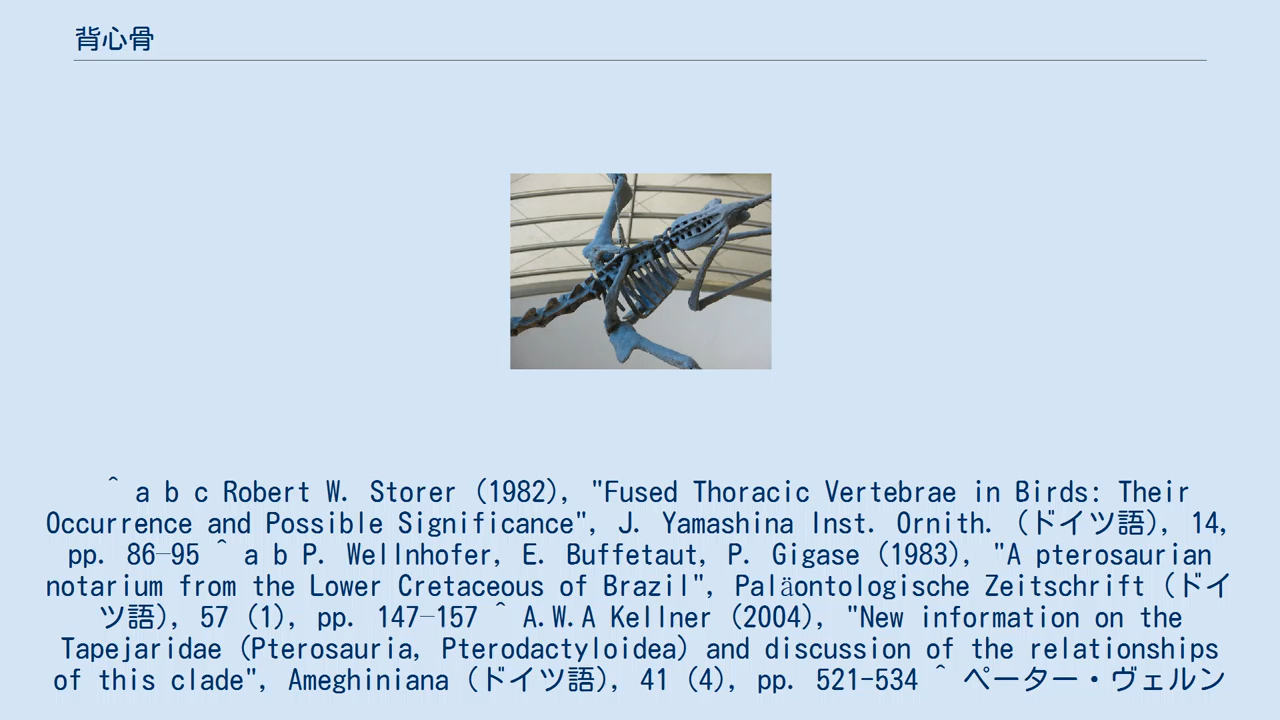 背心骨
^ a b c Robert W. Storer (1982), "Fused Thoracic Vertebrae in Birds: Their
Occurrence and Possible Significance", J. Yamashina Inst. Ornith. (ドイツ語), 14,
pp. 86–95 ^ a b P. Wellnhofer, E. Buffetaut, P. Gigase (1983), "A pterosaurian
notarium from the Lower Cretaceous of Brazil", Paläontologische Zeitschrift (ドイ
ツ語), 57 (1), pp. 147–157 ^ A.W.A Kellner (2004), "New information on the
Tapejaridae (Pterosauria, Pterodactyloidea) and discussion of the relationships
of this clade", Ameghiniana (ドイツ語), 41 (4), pp. 521-534 ^ ペーター・ヴェルン